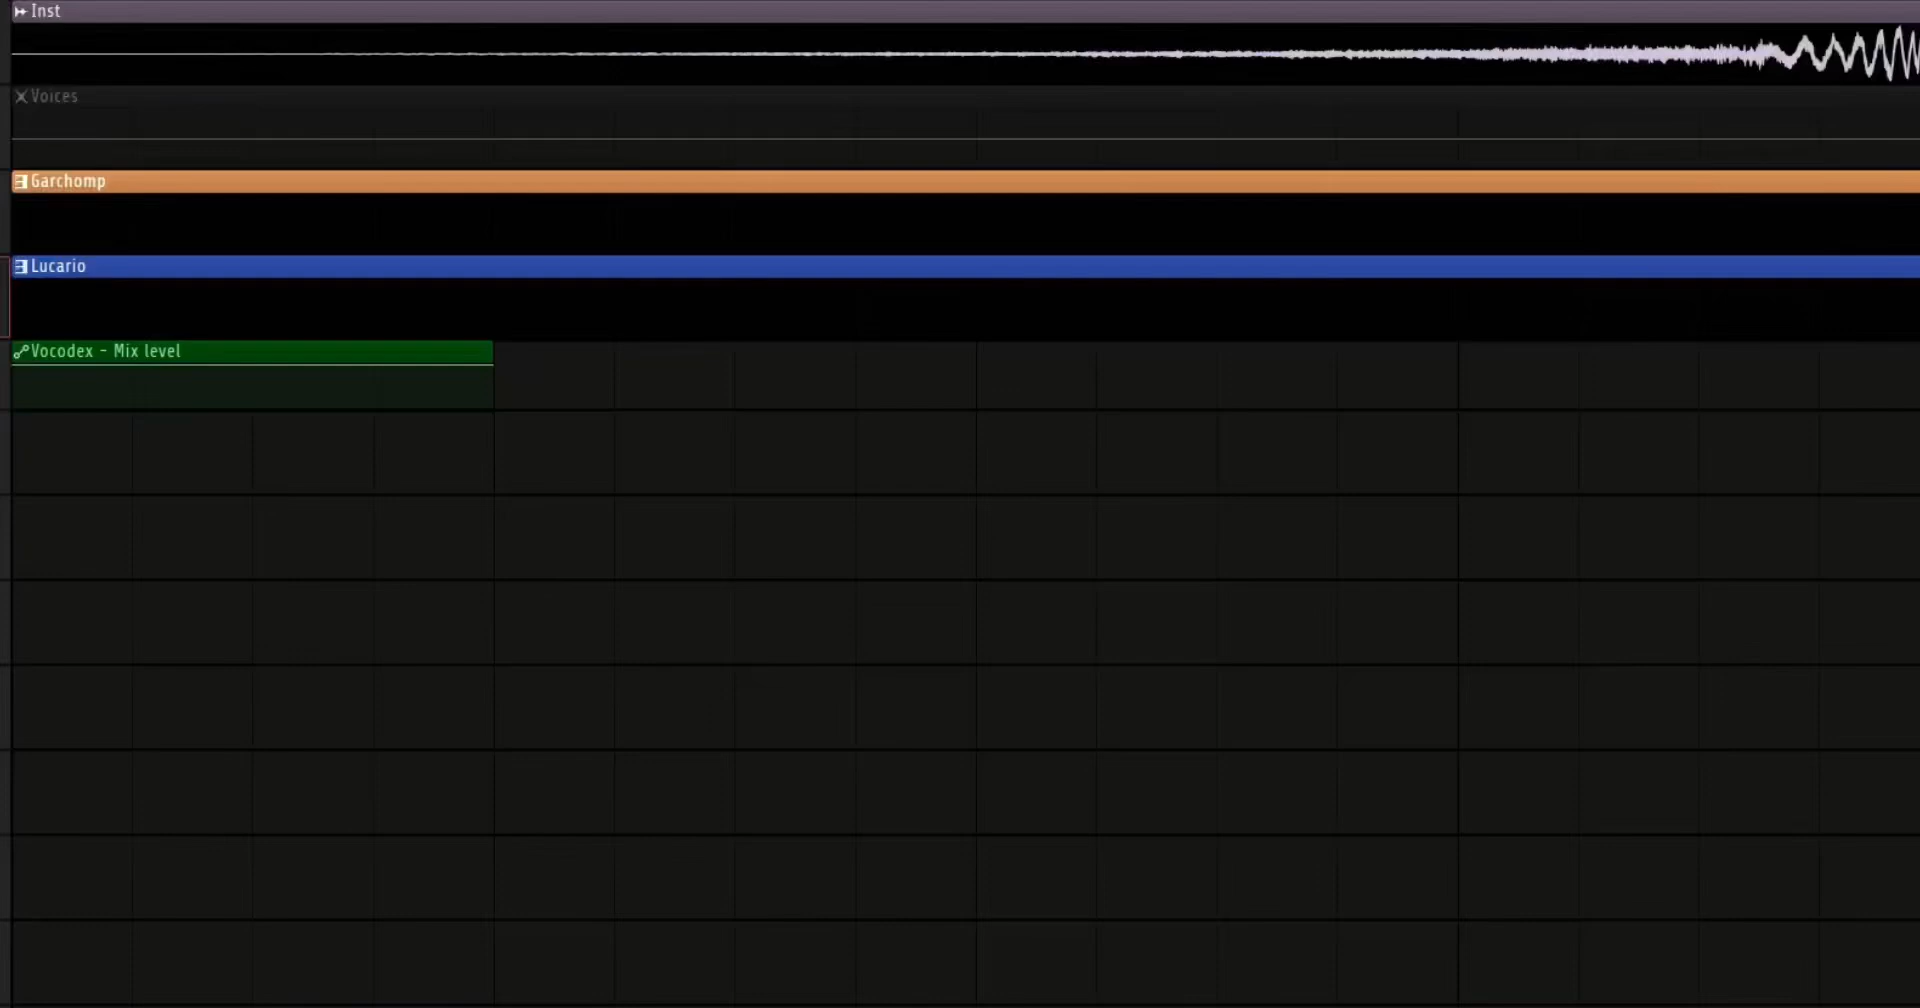 Inst
Voices
Garchomp
Lucario
Vocodex - Mix level